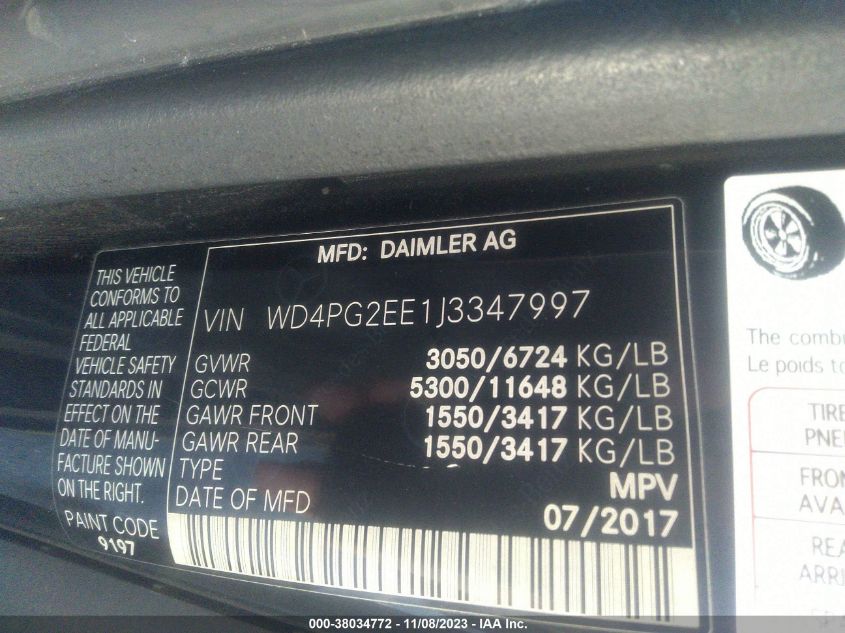 MFD: DAIMLER AG
THIS VEHICLE
CONFORMS TO
ALL APPLICABLE
FEDERAL
VEHICLE SAFETY
STANDARDS IN
EFFECT ON THE
DATE OF MANU-
FACTURE SHOWN
ON THE RIGHT.
PAINT CODE
9197
VIN WD4PG2EE1J3347997
GVWR 3050/6724 KG/LB
GCWR 5300/11648 KG/LB
GAWR FRONT 1550/3417 KG/LB
GAWR REAR 1550/3417 KG/LB
TYPE MPV
DATE OF MFD 07/2017
The combi
Le poids to
TIRE
PNE
FRON
AVA
REA
ARRI
000-38034772 - 11/08/2023 - IAA Inc.